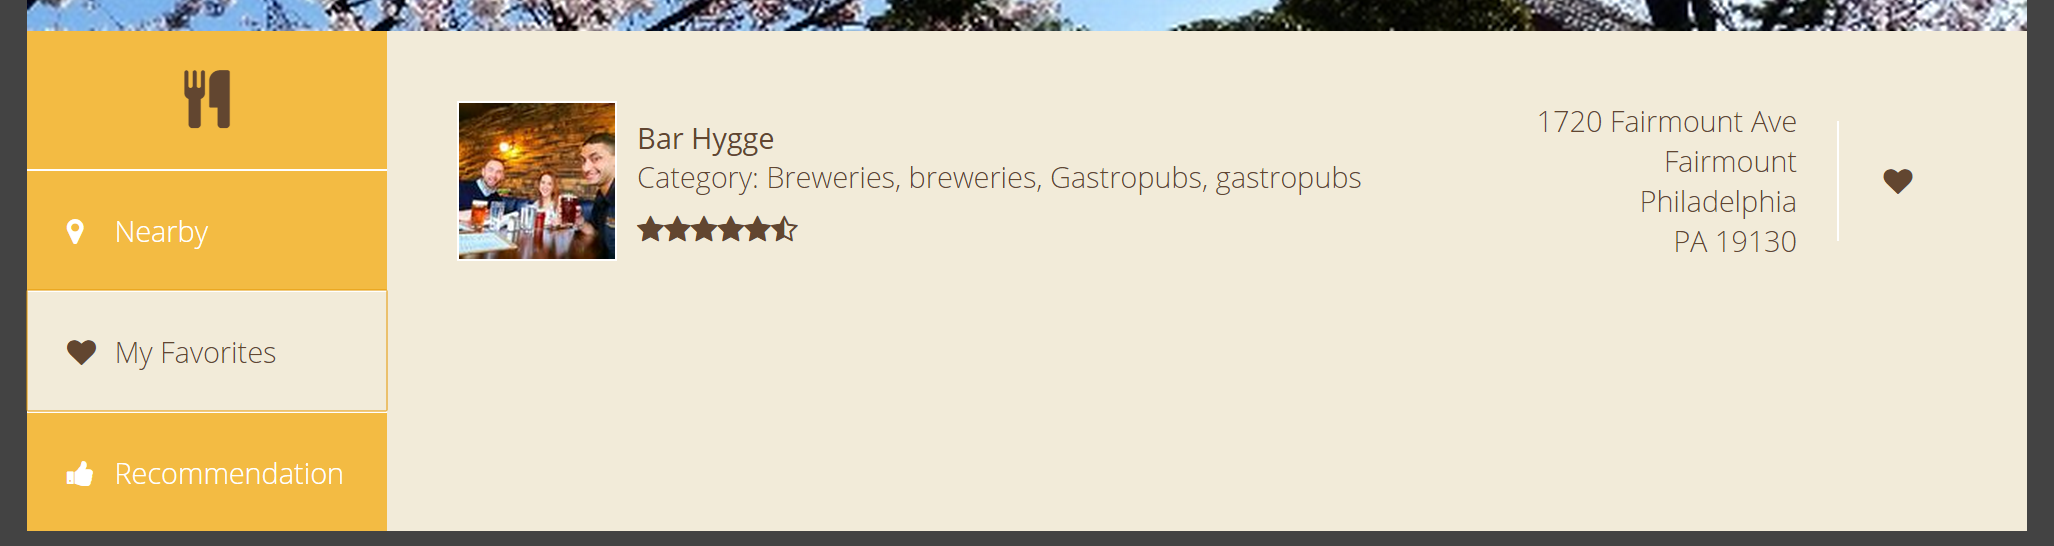 Nearby
My Favorites
Recommendation
Bar Hygge
Category: Breweries, breweries, Gastropubs, gastropubs
1720 Fairmount Ave
Fairmount
Philadelphia
PA 19130